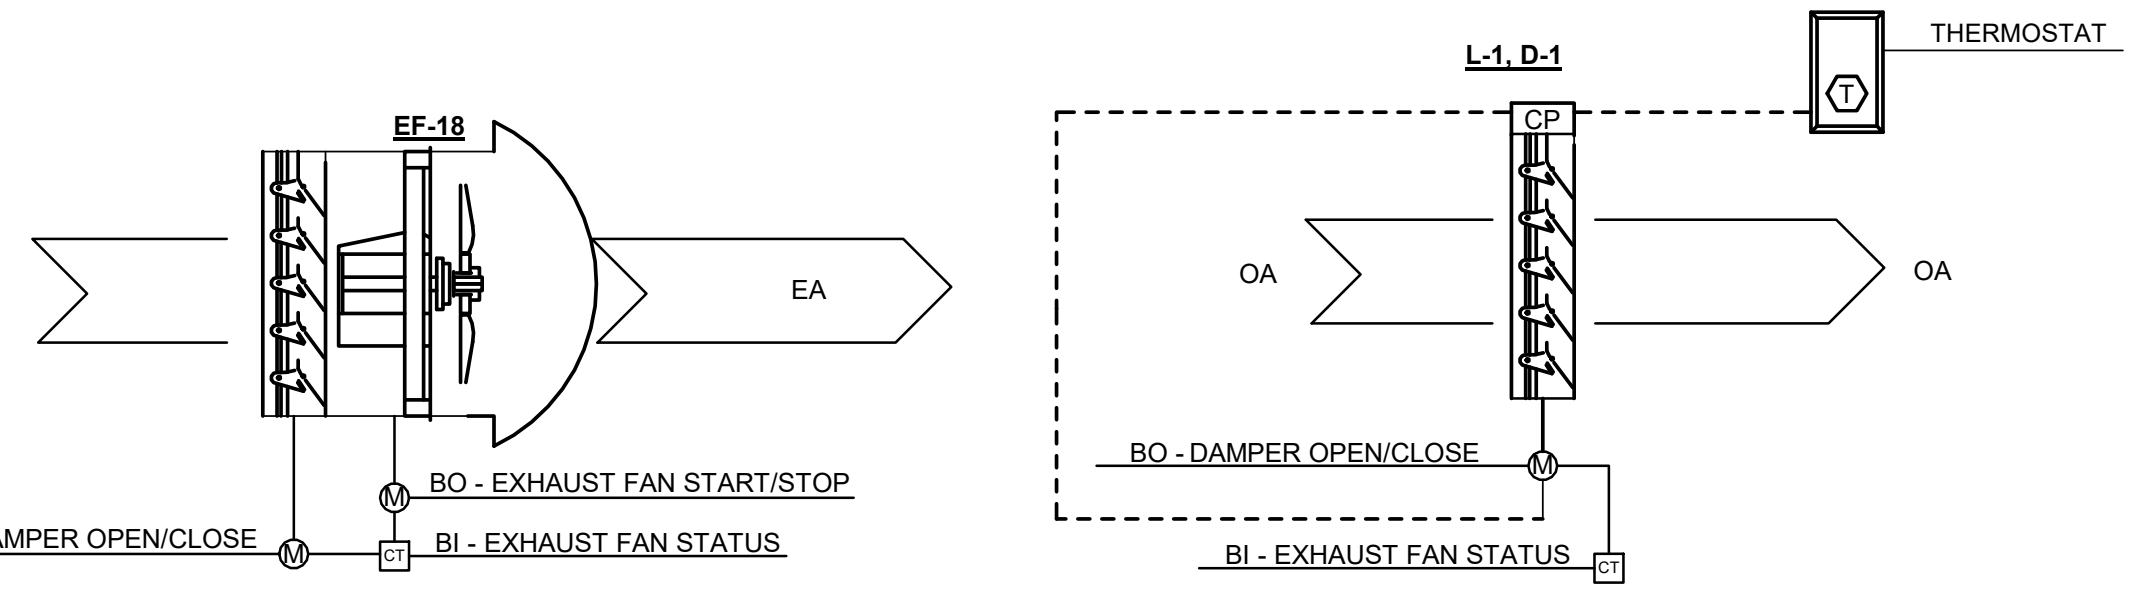 THERMOSTAT
L-1, D-1
T
CP
EF-18
OA
OA
EA
BO - DAMPER OPEN/CLOSE
M
BO - EXHAUST FAN START/STOP
M
AMPER OPEN/CLOSE
M
CT
BI - EXHAUST FAN STATUS
BI - EXHAUST FAN STATUS
CT